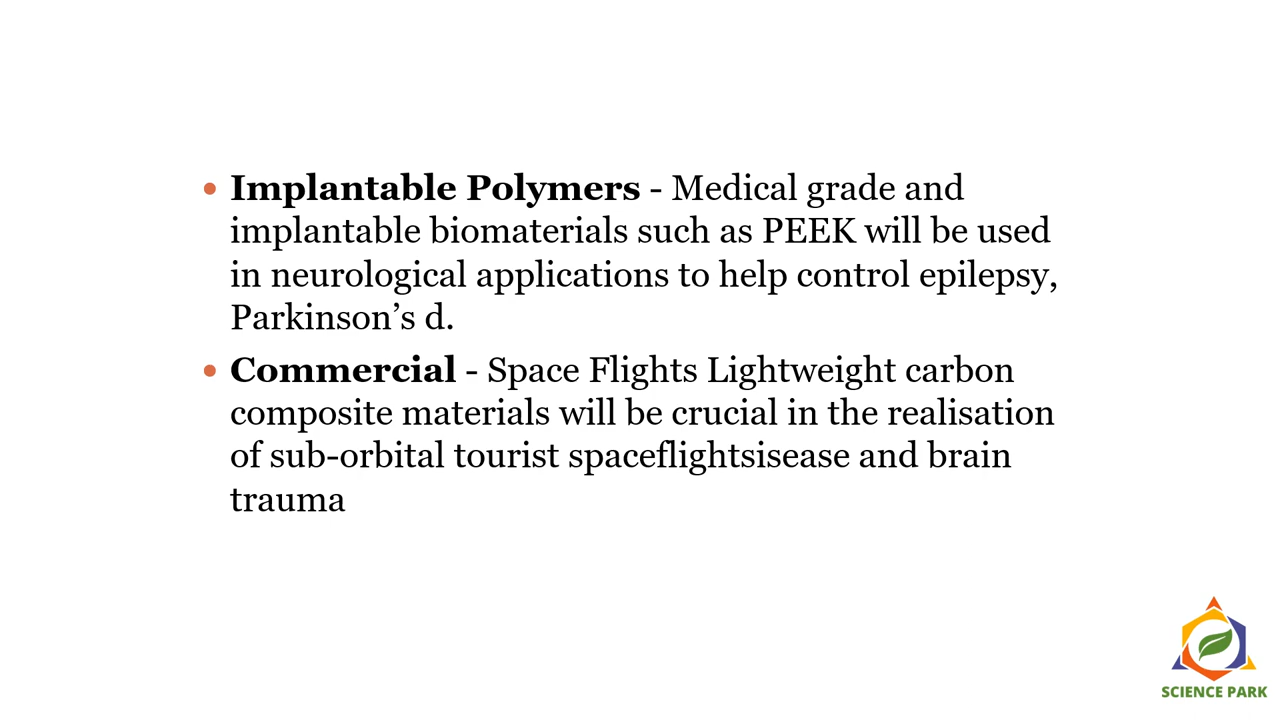 • Implantable Polymers - Medical grade and
implantable biomaterials such as PEEK will be used
in neurological applications to help control epilepsy,
Parkinson’s d.
• Commercial - Space Flights Lightweight carbon
composite materials will be crucial in the realisation
of sub-orbital tourist spaceflightsisease and brain
trauma
SCIENCE PARK